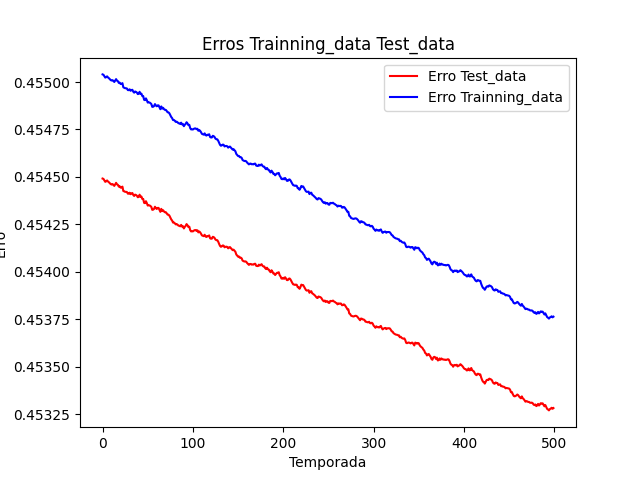 Erros Trainning_data Test_data
Erro Test_data
Erro Trainning_data
0.45500
0.45475
0.45450
0.45425
0.45400
0.45375
0.45350
0.45325
Erro
0 100 200 300 400 500
Temporada